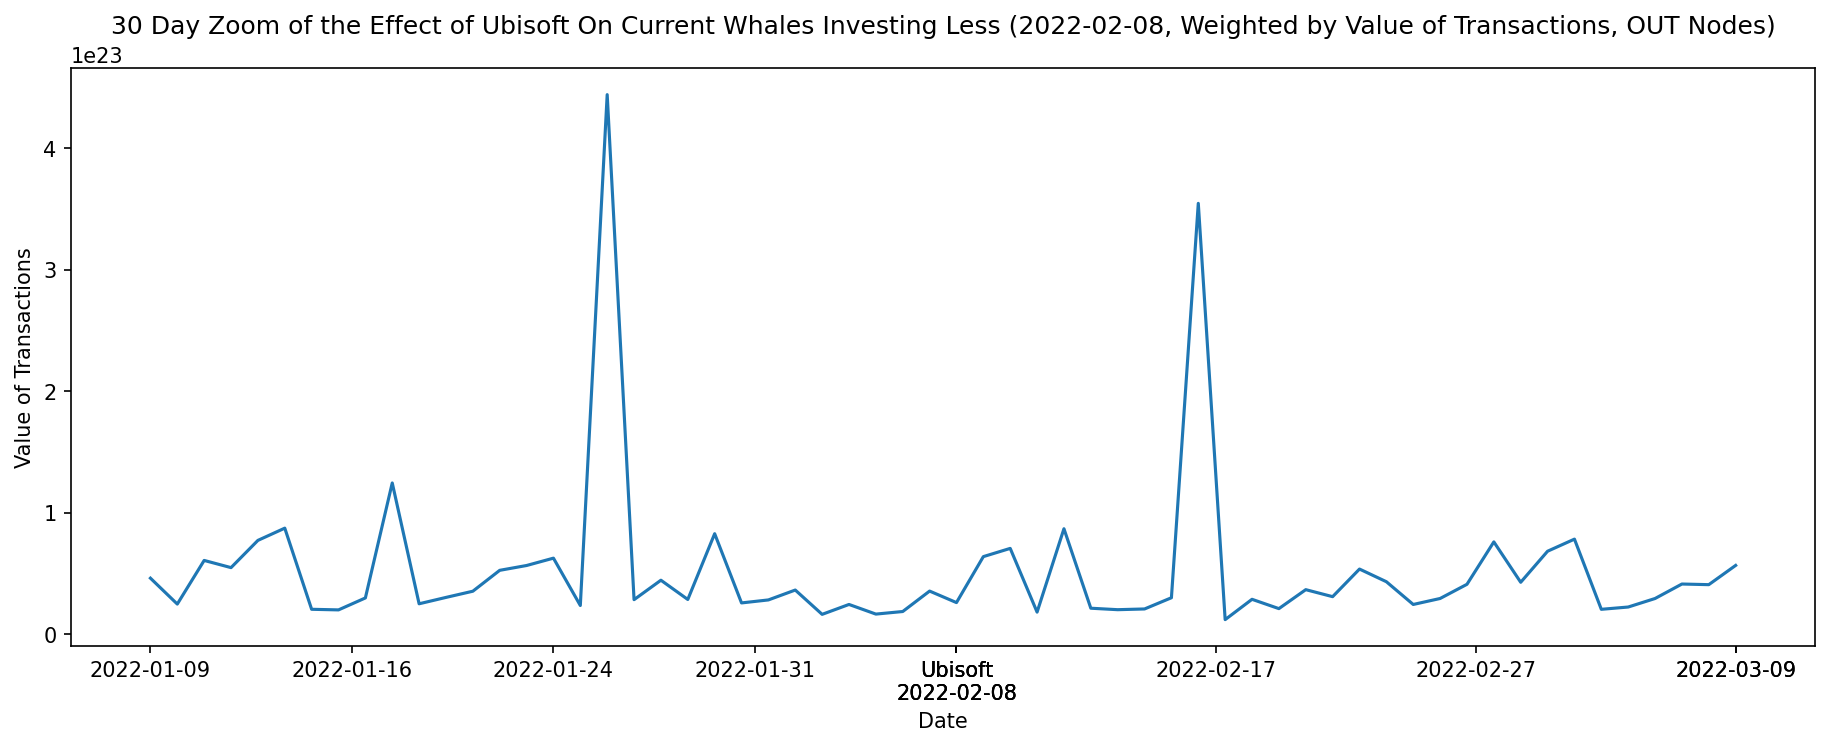 30 Day Zoom of the Effect of Ubisoft On Current Whales Investing Less (2022-02-08, Weighted by Value of Transactions, OUT Nodes)
1e23
4
3
2
1
0
Value of Transactions
2022-01-09
2022-01-16
2022-01-24
2022-01-31
Ubisoft
2022-02-08
2022-02-17
2022-02-27
2022-03-09
Date